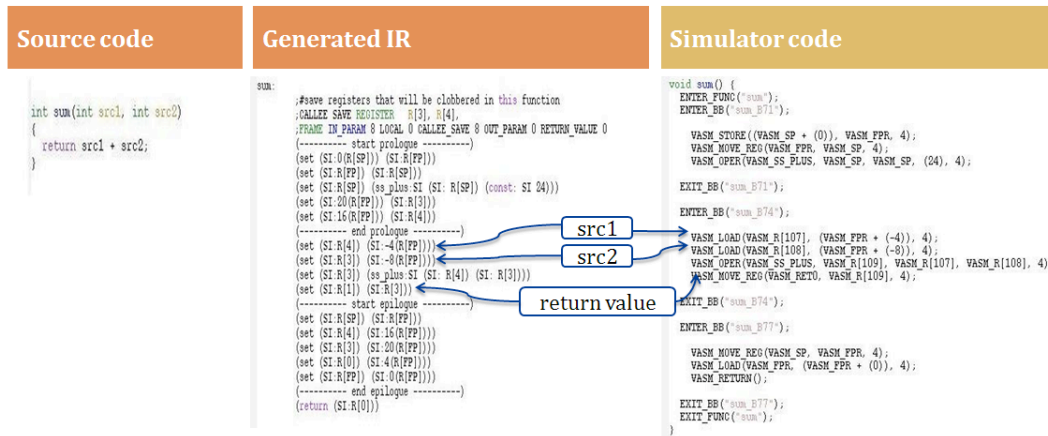 Source code
int sum(int src1, int src2)
{
return src1 + src2;
}
Generated IR
sum:
;#save registers that will be clobbered in this function
;CALLEE SAVE REGISTER R[3], R[4],
;FRAME IN_PARAM 8 LOCAL 0 CALLEE_SAVE 8 OUT_PARAM 0 RETURN_VALUE 0
(---------- start prologue ----------)
(set (SI:0(R[SP])) (SI:R[FP]))
(set (SI:R[FP]) (SI:R[SP]))
(set (SI:R[SP]) (ss_plus:SI (SI: R[SP]) (const: SI 24)))
(set (SI:20(R[FP])) (SI:R[3]))
(set (SI:16(R[FP])) (SI:R[4]))
(---------- end prologue ----------)
(set (SI:R[4]) (SI:-4(R[FP])))
(set (SI:R[3]) (SI:-8(R[FP])))
(set (SI:R[3]) (ss_plus:SI (SI: R[4]) (SI: R[3])))
(set (SI:R[1]) (SI:R[3]))
(---------- start epilogue ----------)
(set (SI:R[SP]) (SI:R[FP]))
(set (SI:R[4]) (SI:16(R[FP])))
(set (SI:R[3]) (SI:20(R[FP])))
(set (SI:R[0]) (SI:4(R[FP])))
(set (SI:R[FP]) (SI:0(R[FP])))
(---------- end epilogue ----------)
(return (SI:R[0]))
src1
src2
return value
Simulator code
void sum() {
ENTER_FUNC("sum");
ENTER_BB("sum_B71");
VASM_STORE((VASM_SP + (0)), VASM_FPR, 4);
VASM_MOVE_REG(VASM_FPR, VASM_SP, 4);
VASM_OPER(VASM_SS_PLUS, VASM_SP, VASM_SP, (24), 4);
EXIT_BB("sum_B71");
ENTER_BB("sum_B74");
VASM_LOAD(VASM_R[107], (VASM_FPR + (-4)), 4);
VASM_LOAD(VASM_R[108], (VASM_FPR + (-8)), 4);
VASM_OPER(VASM_SS_PLUS, VASM_R[109], VASM_R[107], VASM_R[108], 4)
VASM_MOVE_REG(VASM_RET0, VASM_R[109], 4);
EXIT_BB("sum_B74");
ENTER_BB("sum_B77");
VASM_MOVE_REG(VASM_SP, VASM_FPR, 4);
VASM_LOAD(VASM_FPR, (VASM_FPR + (0)), 4);
VASM_RETURN();
EXIT_BB("sum_B77");
EXIT_FUNC("sum");
}